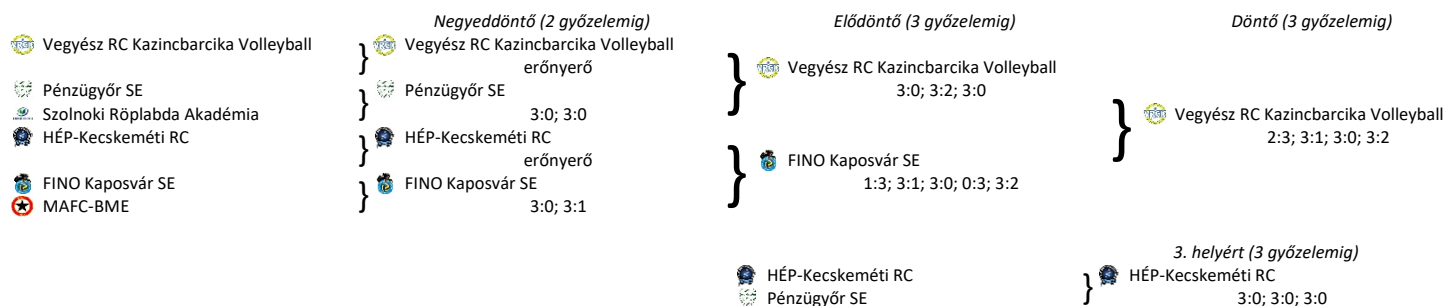 Negyeddöntő (2 győzelemig) Elődöntő (3 győzelemig) Döntő (3 győzelemig)
Vegyész RC Kazincbarcika Volleyball Vegyész RC Kazincbarcika Volleyball
erőnyerő Vegyész RC Kazincbarcika Volleyball
Pénzügyőr SE Pénzügyőr SE 3:0; 3:2; 3:0
Szolnoki Röplabda Akadémia 3:0; 3:0 Vegyész RC Kazincbarcika Volleyball
HÉP-Kecskeméti RC HÉP-Kecskeméti RC 2:3; 3:1; 3:0; 3:2
erőnyerő FINO Kaposvár SE
FINO Kaposvár SE FINO Kaposvár SE 1:3; 3:1; 3:0; 0:3; 3:2
MAFC-BME 3:0; 3:1
3. helyért (3 győzelemig)
HÉP-Kecskeméti RC HÉP-Kecskeméti RC
Pénzügyőr SE 3:0; 3:0; 3:0